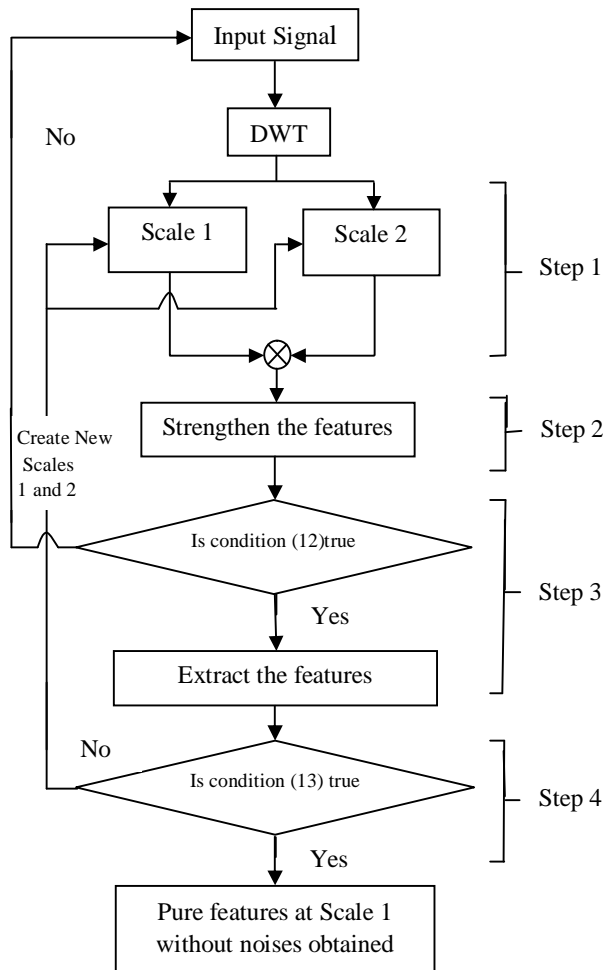 Input Signal
No
DWT
Scale 1
Scale 2
Step 1
Strengthen the features
Step 2
Create New
Scales
1 and 2
Is condition (12)true
Yes
Step 3
Extract the features
No
Is condition (13) true
Step 4
Yes
Pure features at Scale 1
without noises obtained